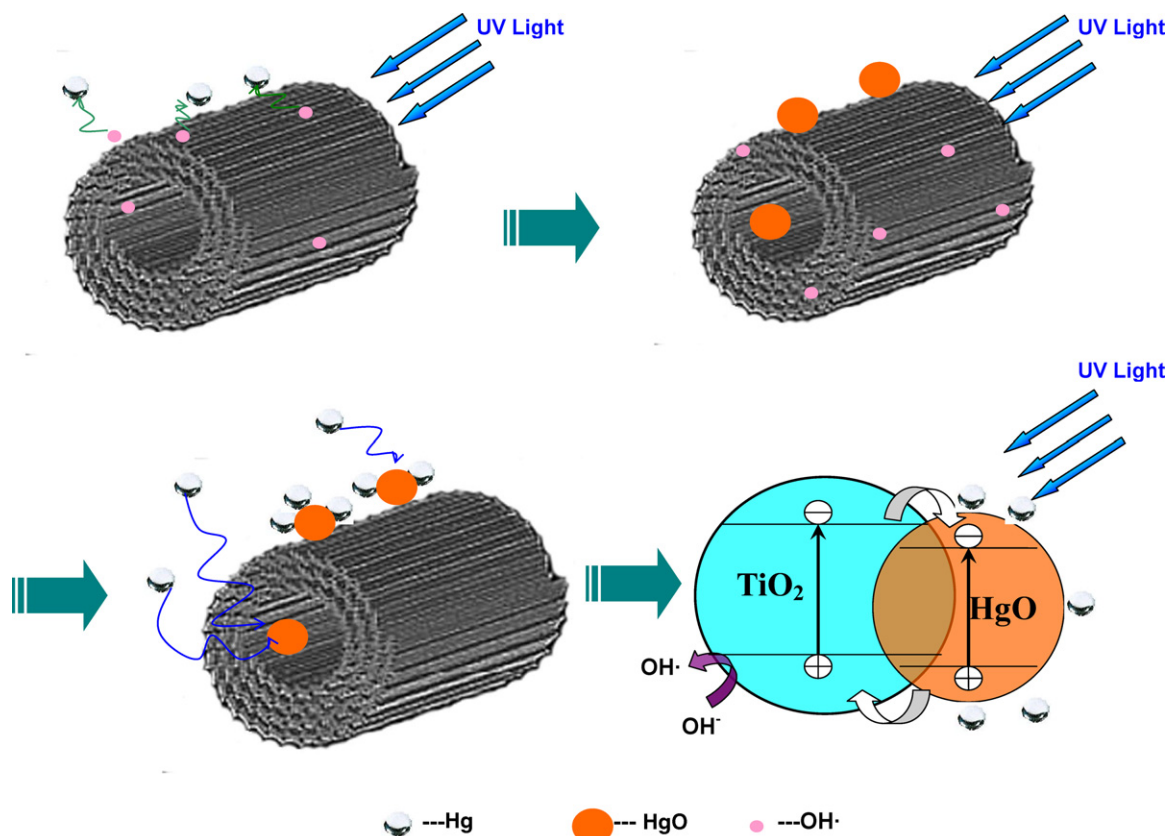 UV Light
UV Light
UV Light
TiO₂
HgO
OH·
OH⁻
---Hg
--- HgO
---OH·